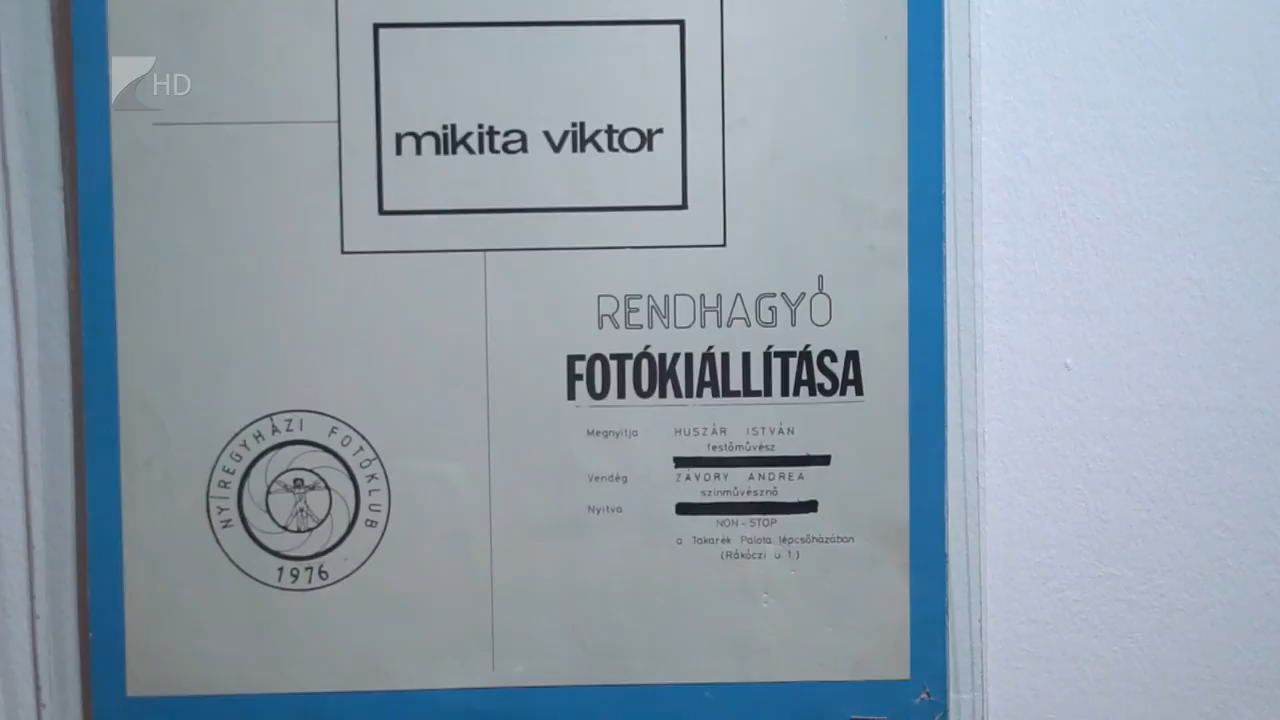 HD
mikita viktor
RENDHAGYÓ
FOTÓKIÁLLÍTÁSA
Megnyitja HUSZÁR ISTVÁN
festőművész
Vendég ZÁVORY ANDREA
színművésznő
Nyitva
NON-STOP
a Takarék Palota lépcsőházában
(Rákóczi u 1.)
NYÍREGYHÁZI FOTÓKLUB
1976